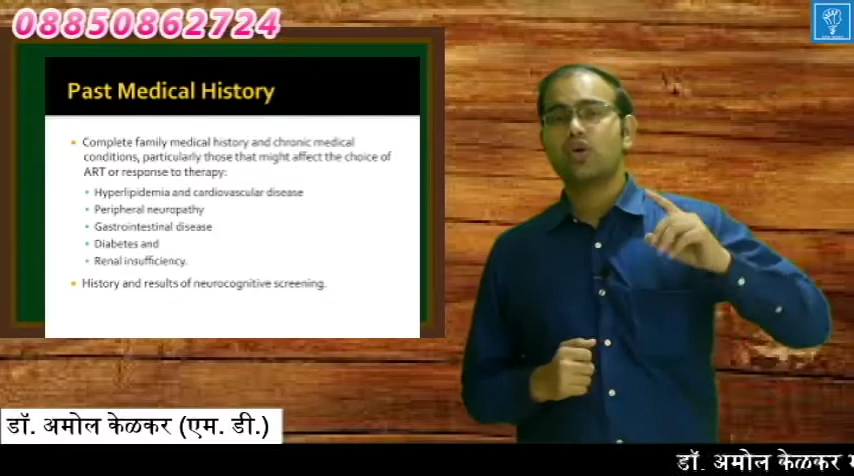 08850862724
Past Medical History
Complete family medical history and chronic medical
conditions, particularly those that might affect the choice of
ART or response to therapy:
Hyperlipidemia and cardiovascular disease
Peripheral neuropathy
Gastrointestinal disease
Diabetes and
Renal insufficiency.
History and results of neurocognitive screening.
डॉ. अमोल केळकर (एम. डी.)
डॉ. अमोल केळकर